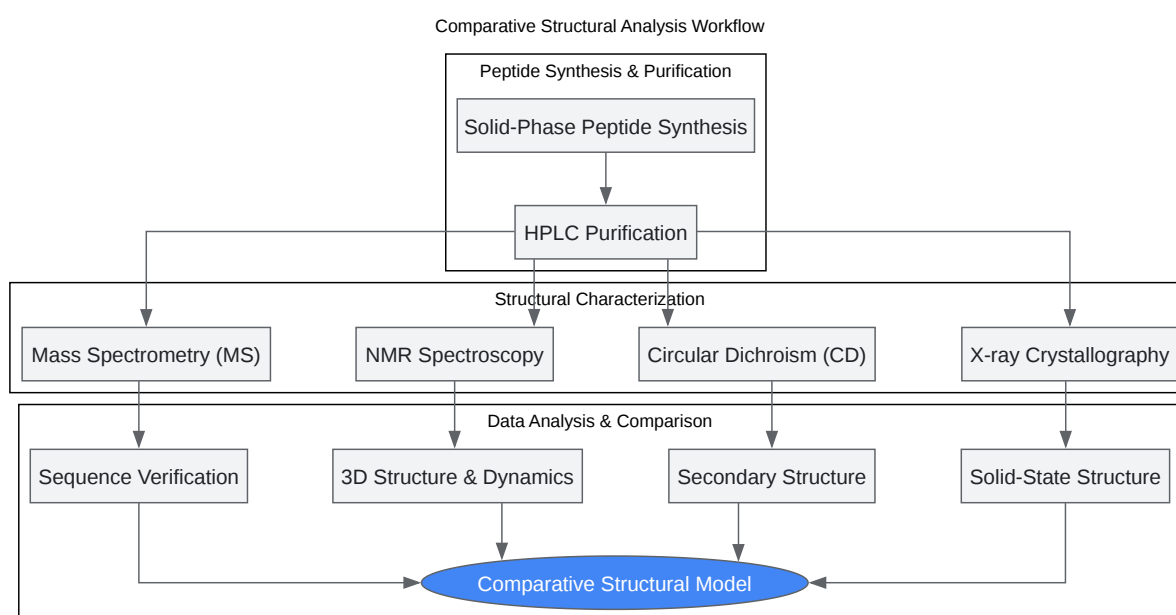 Comparative Structural Analysis Workflow
Peptide Synthesis & Purification
Solid-Phase Peptide Synthesis
HPLC Purification
Structural Characterization
Mass Spectrometry (MS)
NMR Spectroscopy
Circular Dichroism (CD)
X-ray Crystallography
Data Analysis & Comparison
Sequence Verification
3D Structure & Dynamics
Secondary Structure
Solid-State Structure
Comparative Structural Model